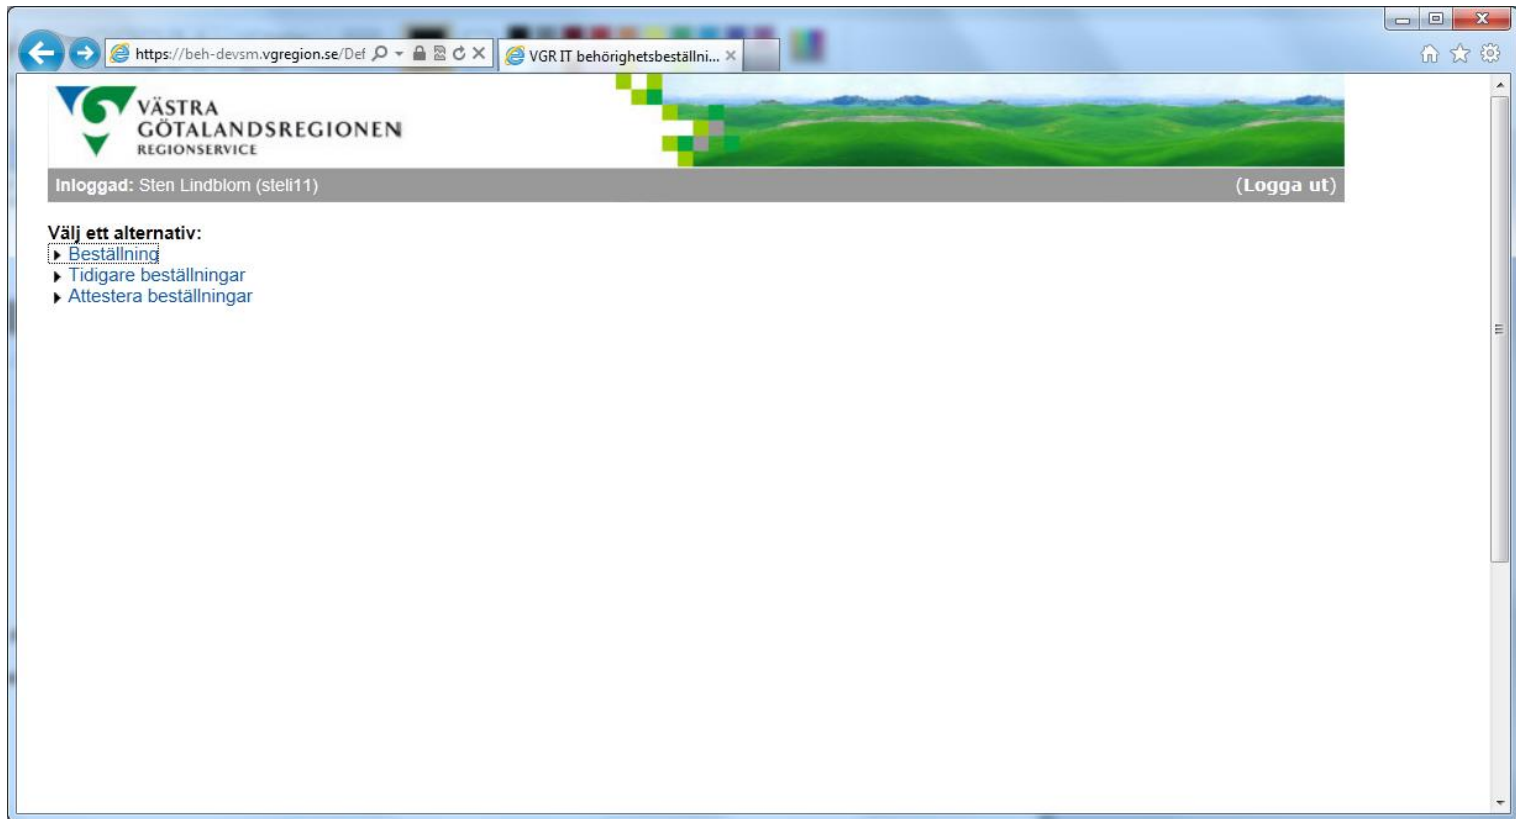 https://beh-devsm.vgregion.se/Def
VGR IT behörighetsbeställni...
VÄSTRA
GÖTALANDSREGIONEN
REGIONSERVICE
Inloggad: Sten Lindblom (steli11)
(Logga ut)
Välj ett alternativ:
Beställning
Tidigare beställningar
Attestera beställningar